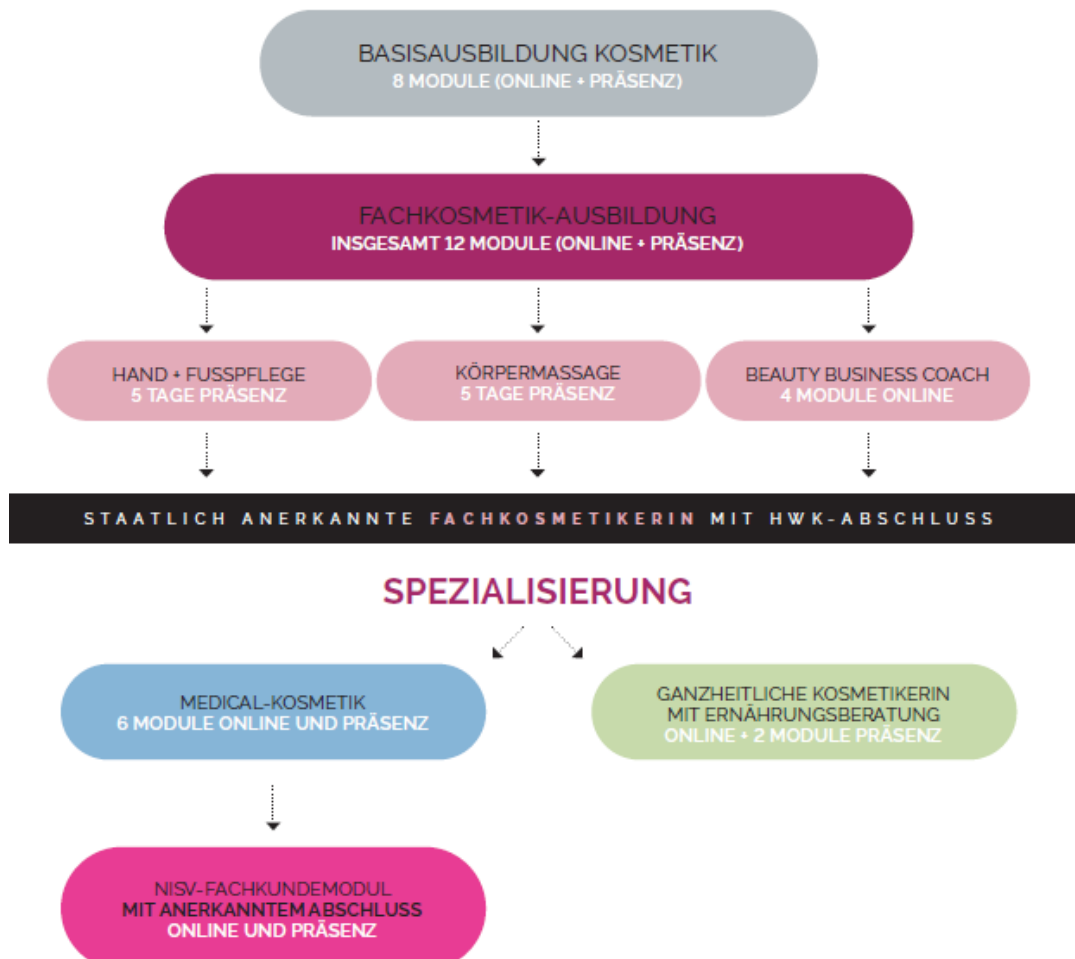 BASISAUSBILDUNG KOSMETIK
8 MODULE (ONLINE + PRÄSENZ)
FACHKOSMETIK-AUSBILDUNG
INSGESAMT 12 MODULE (ONLINE + PRÄSENZ)
HAND + FUSSPFLEGE
5 TAGE PRÄSENZ
KÖRPERMASSAGE
5 TAGE PRÄSENZ
BEAUTY BUSINESS COACH
4 MODULE ONLINE
STAATLICH ANERKANNTE FACHKOSMETIKERIN MIT HWK-ABSCHLUSS
SPEZIALISIERUNG
MEDICAL-KOSMETIK
6 MODULE ONLINE UND PRÄSENZ
GANZHEITLICHE KOSMETIKERIN
MIT ERNÄHRUNGSBERATUNG
ONLINE + 2 MODULE PRÄSENZ
NISV-FACHKUNDEMODUL
MIT ANERKANNTEM ABSCHLUSS
ONLINE UND PRÄSENZ